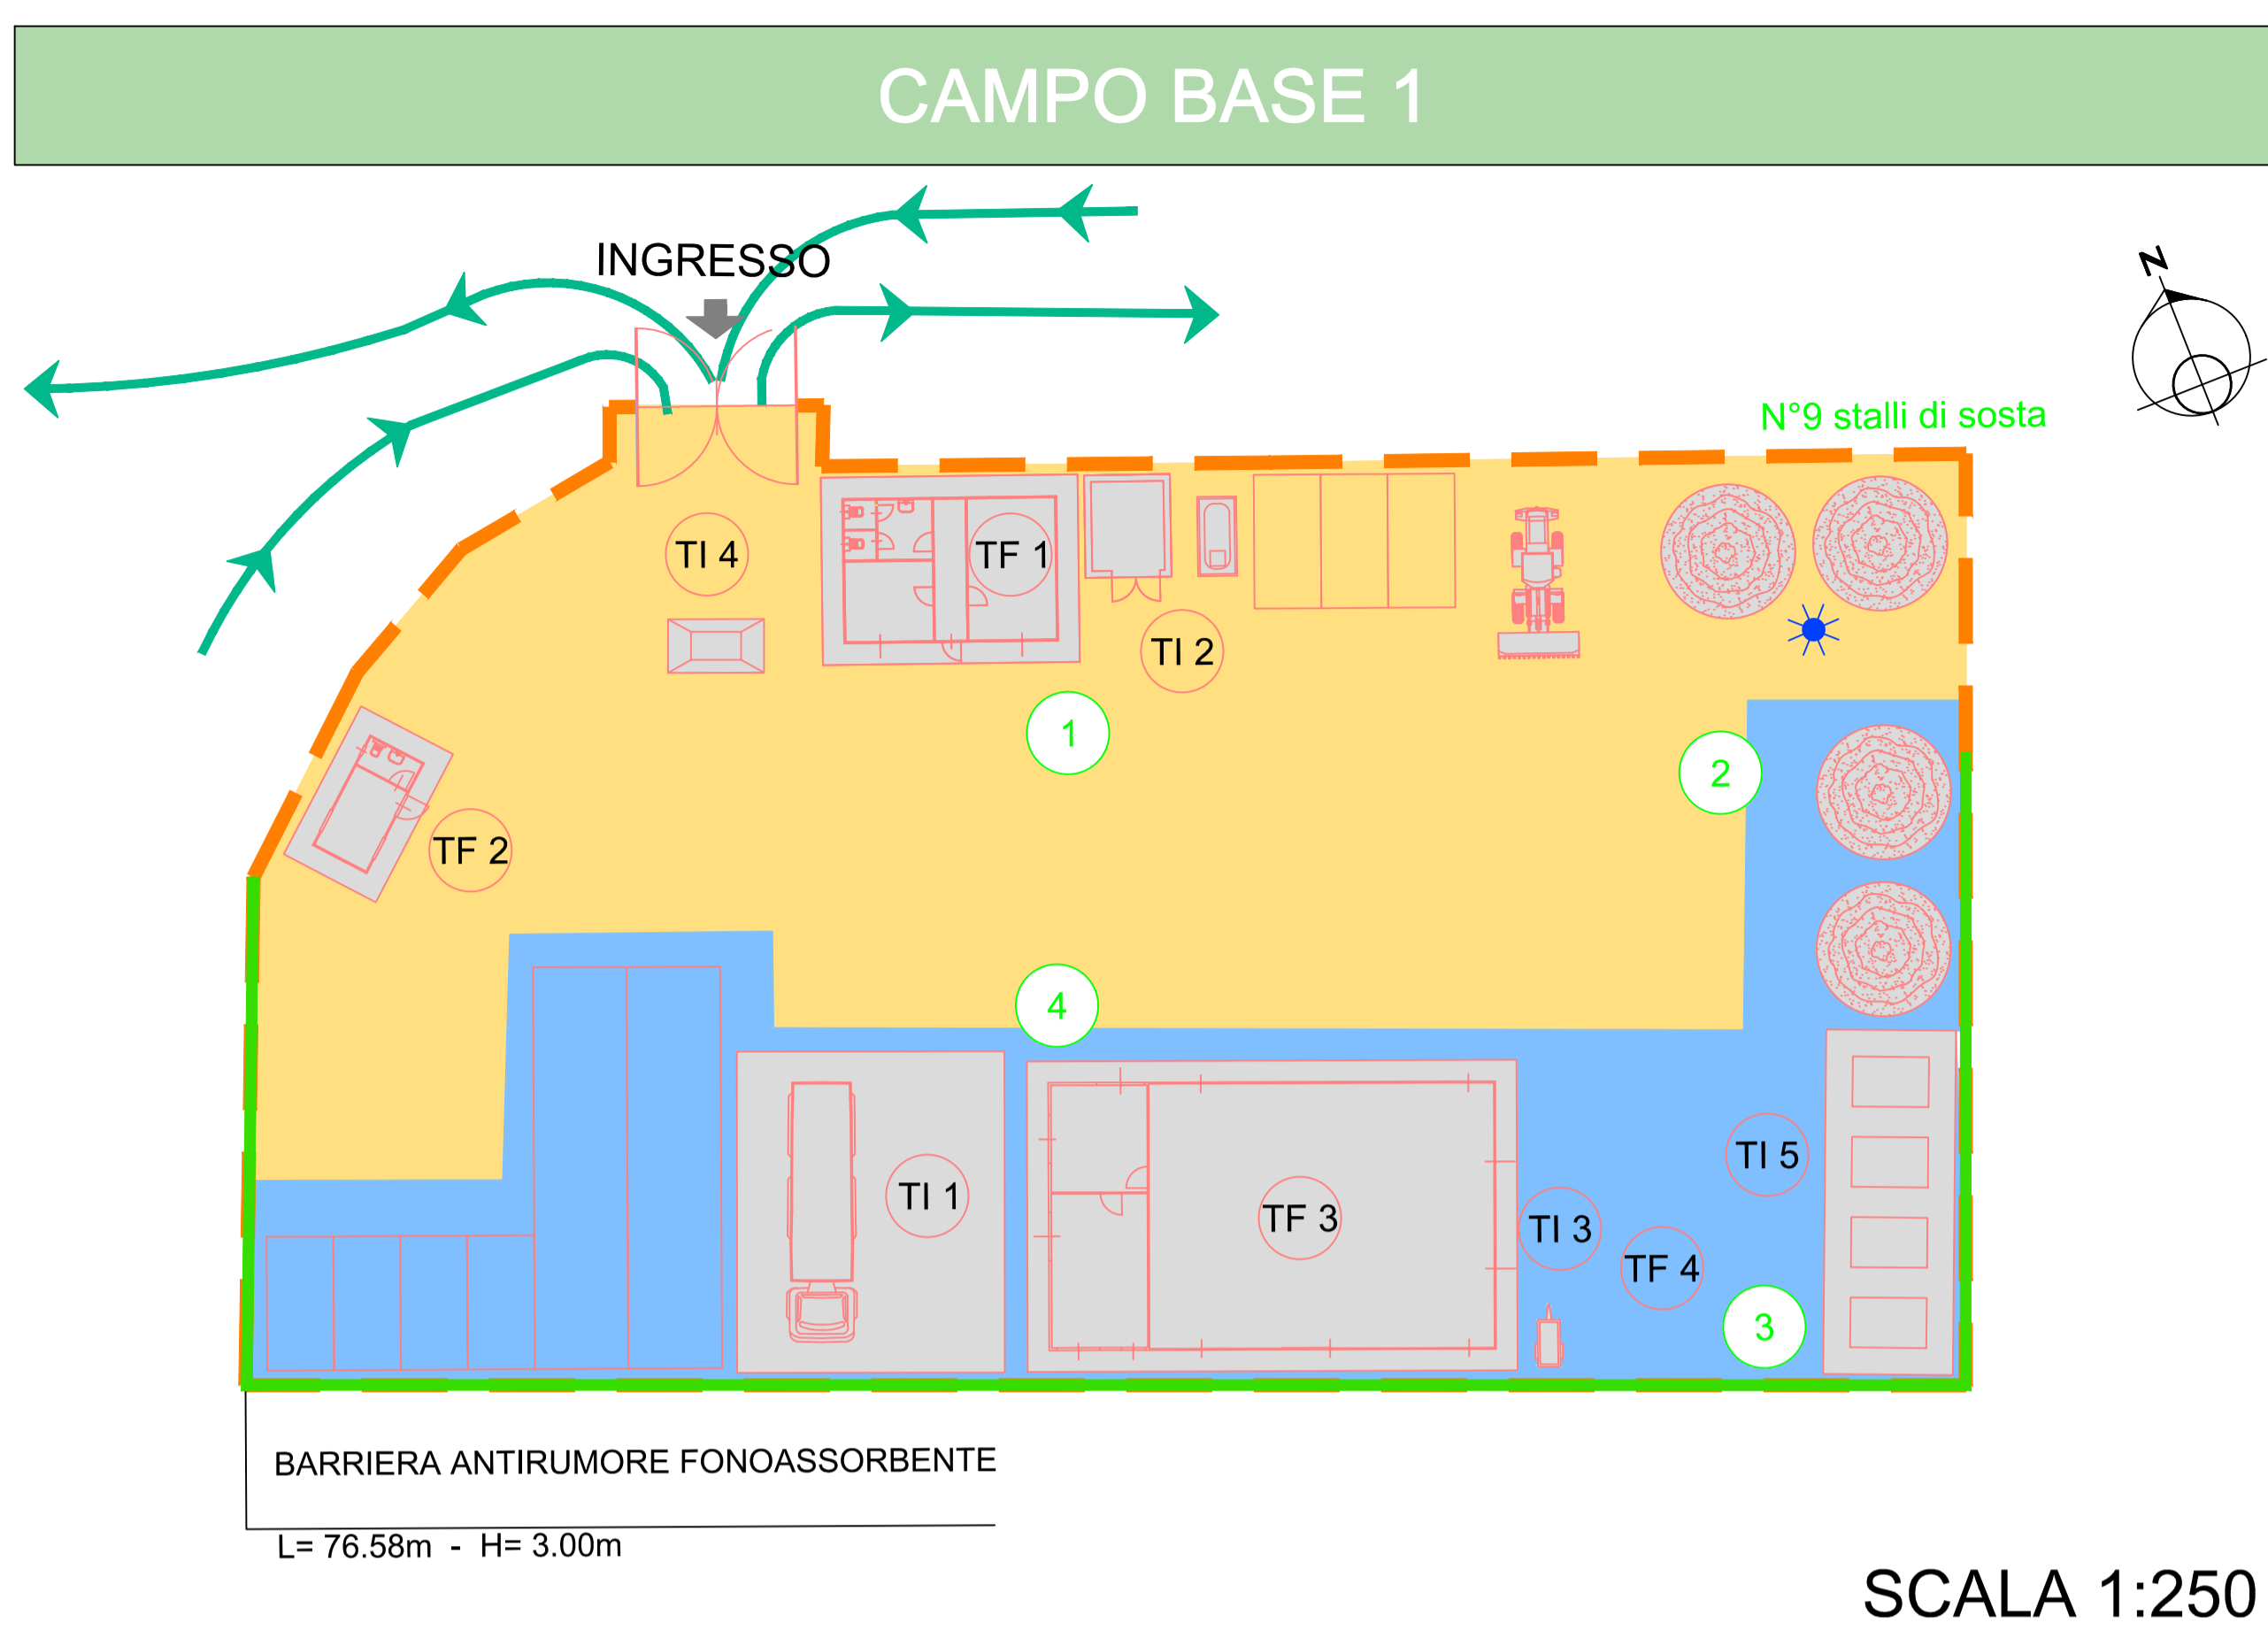 CAMPO BASE 1
INGRESSO
N
N°9 stalli di sosta
TI 4
TF 1
TI 2
1
2
TF 2
4
TI 5
TI 1
TF 3
TI 3
TF 4
3
BARRIERA ANTIRUMORE FONOASSORBENTE
L= 76.58m - H= 3.00m
SCALA 1:250